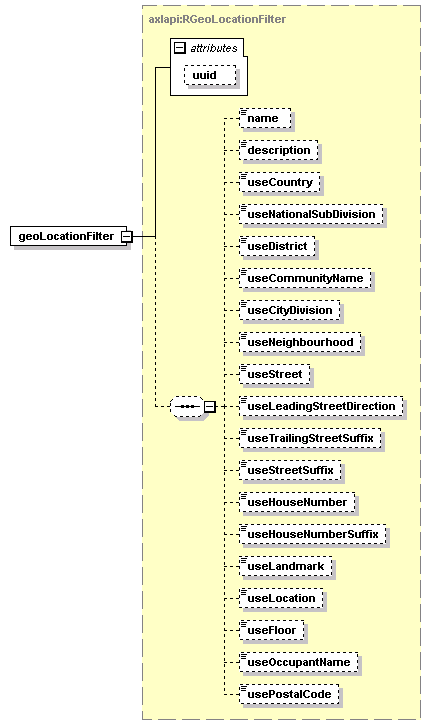 axlapi:RGeoLocationFilter
attributes
uuid
name
description
useCountry
useNationalSubDivision
useDistrict
geoLocationFilter
useCommunityName
useCityDivision
useNeighbourhood
useStreet
useLeadingStreetDirection
useTrailingStreetSuffix
useStreetSuffix
useHouseNumber
useHouseNumberSuffix
useLandmark
useLocation
useFloor
useOccupantName
usePostalCode